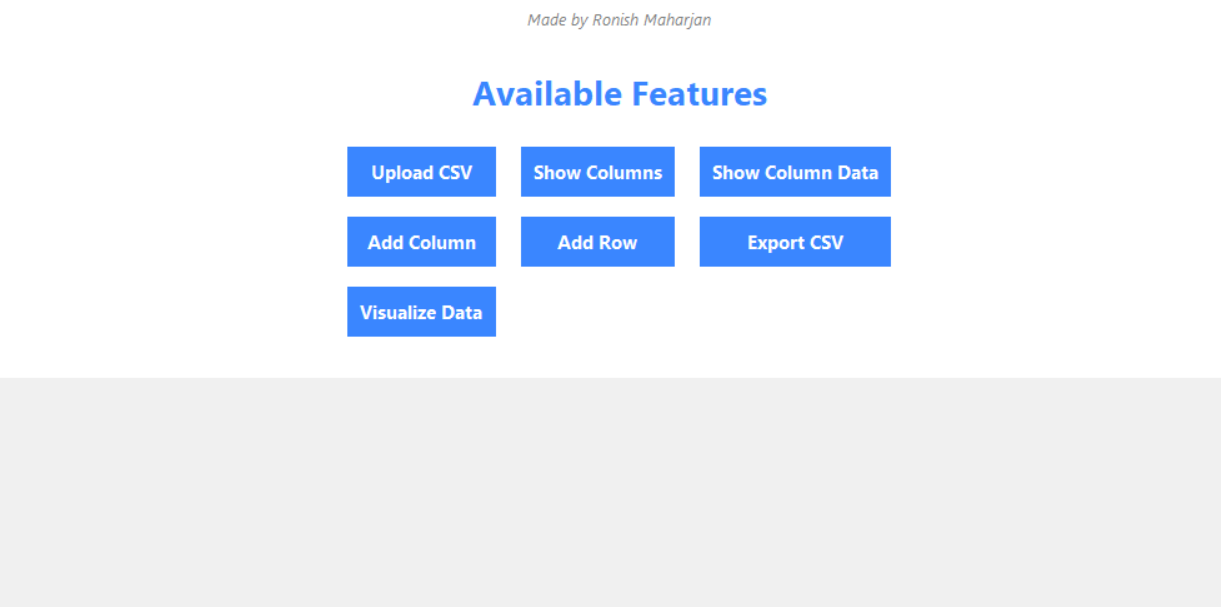 Made by Ronish Maharjan
Available Features
Upload CSV Show Columns Show Column Data
Add Column Add Row Export CSV
Visualize Data